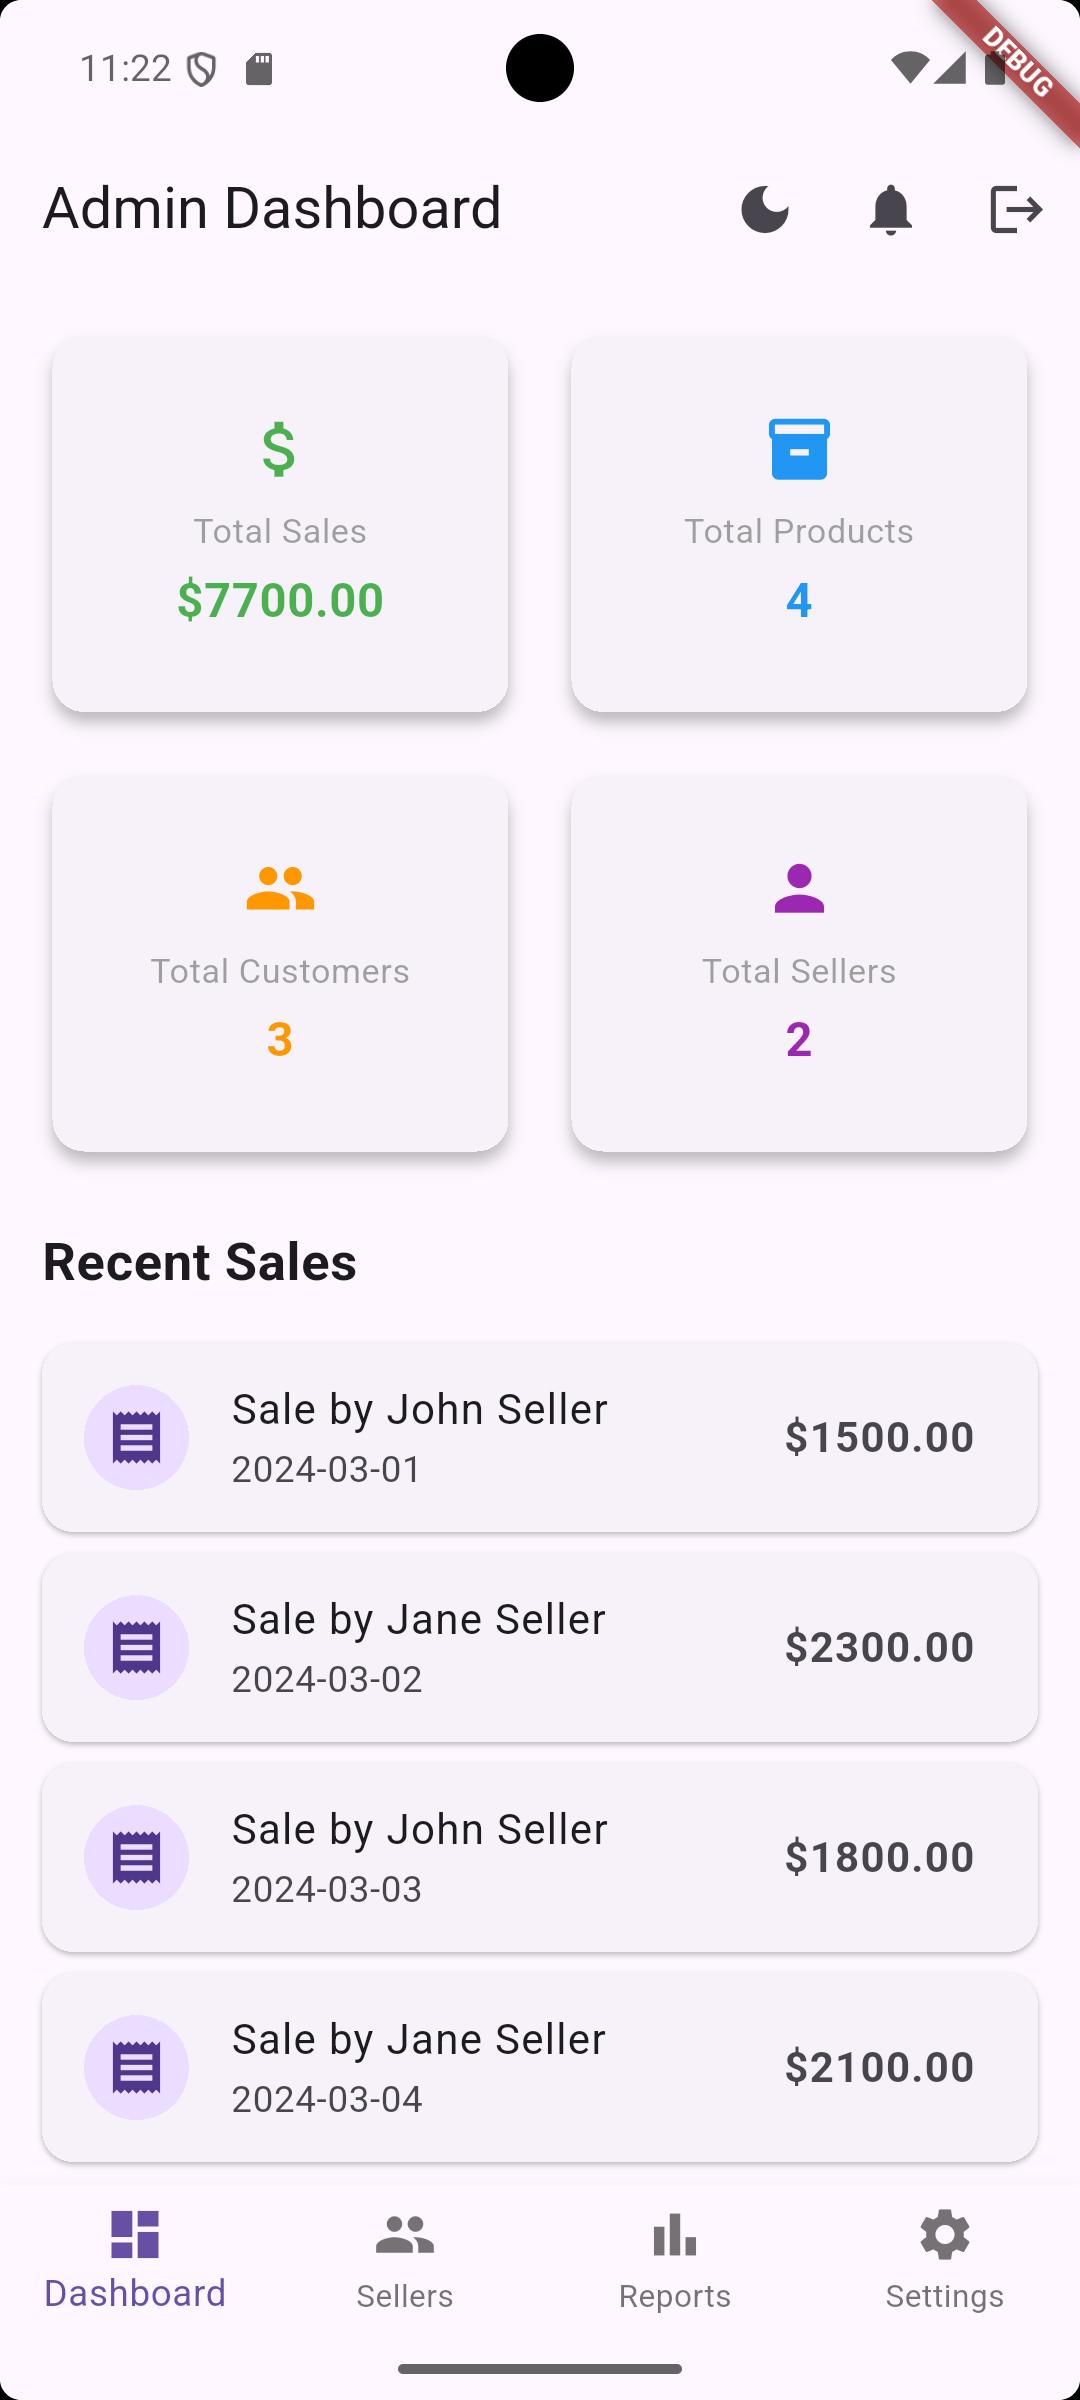 11:22
DEBUG
Admin Dashboard
Total Sales
$7700.00
Total Products
4
Total Customers
3
Total Sellers
2
Recent Sales
Sale by John Seller
2024-03-01
$1500.00
Sale by Jane Seller
2024-03-02
$2300.00
Sale by John Seller
2024-03-03
$1800.00
Sale by Jane Seller
2024-03-04
$2100.00
Dashboard
Sellers
Reports
Settings